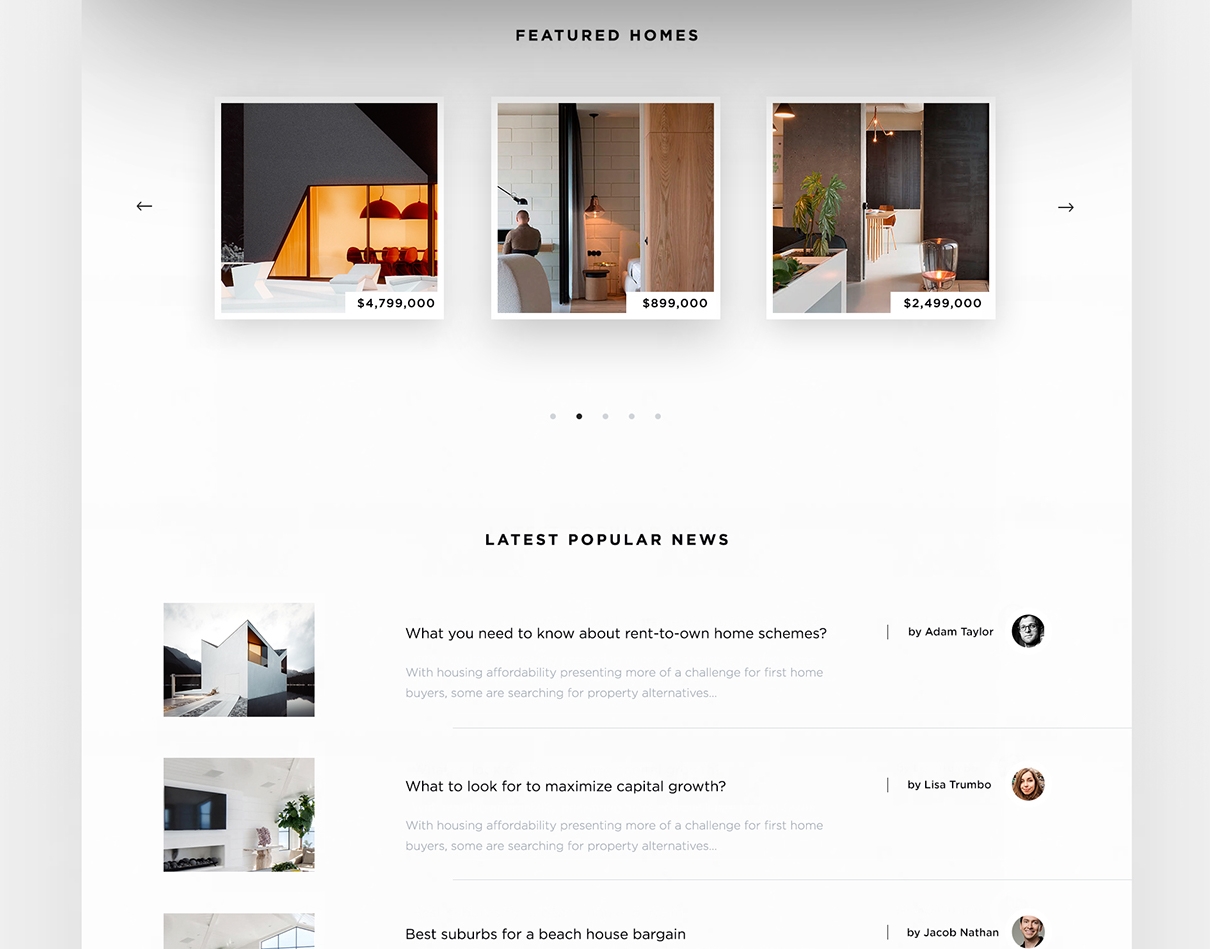 FEATURED HOMES
$4,799,000
$899,000
$2,499,000
LATEST POPULAR NEWS
What you need to know about rent-to-own home schemes?
by Adam Taylor
With housing affordability presenting more of a challenge for first home
buyers, some are searching for property alternatives...
What to look for to maximize capital growth?
by Lisa Trumbo
With housing affordability presenting more of a challenge for first home
buyers, some are searching for property alternatives...
Best suburbs for a beach house bargain
by Jacob Nathan